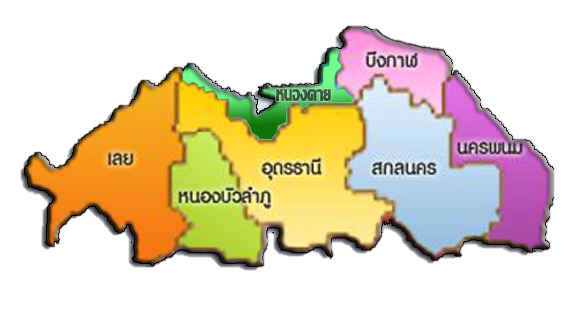 บึงกาฬ
หนองคาย
เลย
อุดรธานี
สกลนคร
นครพนม
หนองบัวลำภู